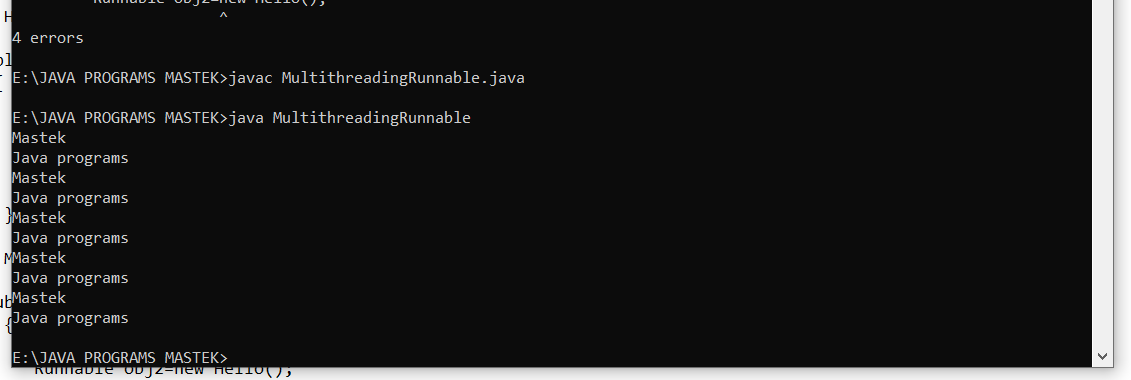 Runnable obj2=new Hello();
^
4 errors
E:\JAVA PROGRAMS MASTEK>javac MultithreadingRunnable.java
E:\JAVA PROGRAMS MASTEK>java MultithreadingRunnable
Mastek
Java programs
Mastek
Java programs
Mastek
Java programs
Mastek
Java programs
Mastek
Java programs
E:\JAVA PROGRAMS MASTEK>
Runnable obj2=new Hello();